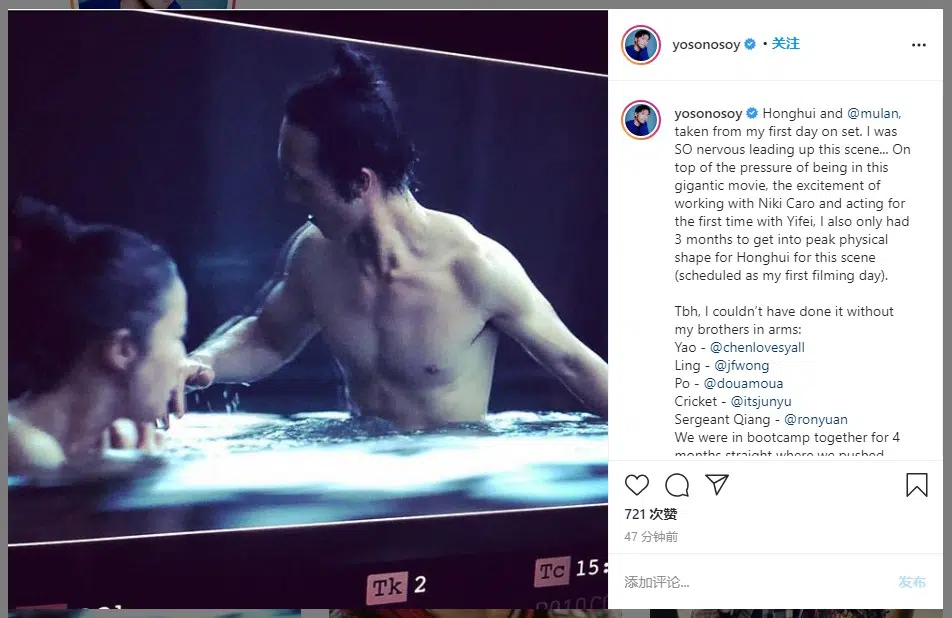 yosonosoy • 关注
yosonosoy Honghui and @mulan,
taken from my first day on set. I was
SO nervous leading up this scene... On
top of the pressure of being in this
gigantic movie, the excitement of
working with Niki Caro and acting for
the first time with Yifei, I also only had
3 months to get into peak physical
shape for Honghui for this scene
(scheduled as my first filming day).
Tbh, I couldn't have done it without
my brothers in arms:
Yao - @chenlovesyall
Ling - @jfwong
Po - @douamoua
Cricket - @itsjunyu
Sergeant Qiang - @ronyuan
We were in bootcamp together for 4
months straight where we pushed
721 次赞
47 分钟前
添加评论...
发布
Tk 2
Tc 15: